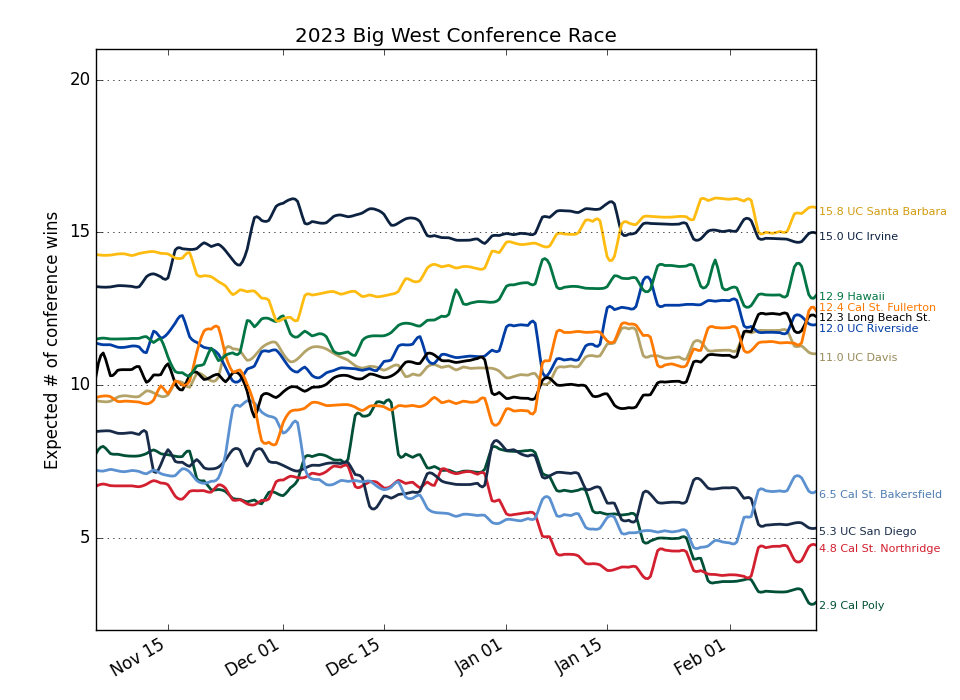 2023 Big West Conference Race
Expected # of conference wins
20
15
10
5
15.8 UC Santa Barbara
15.0 UC Irvine
12.9 Hawaii
12.4 Cal St. Fullerton
12.3 Long Beach St.
12.0 UC Riverside
11.0 UC Davis
6.5 Cal St. Bakersfield
5.3 UC San Diego
4.8 Cal St. Northridge
2.9 Cal Poly
Nov 15
Dec 01
Dec 15
Jan 01
Jan 15
Feb 01